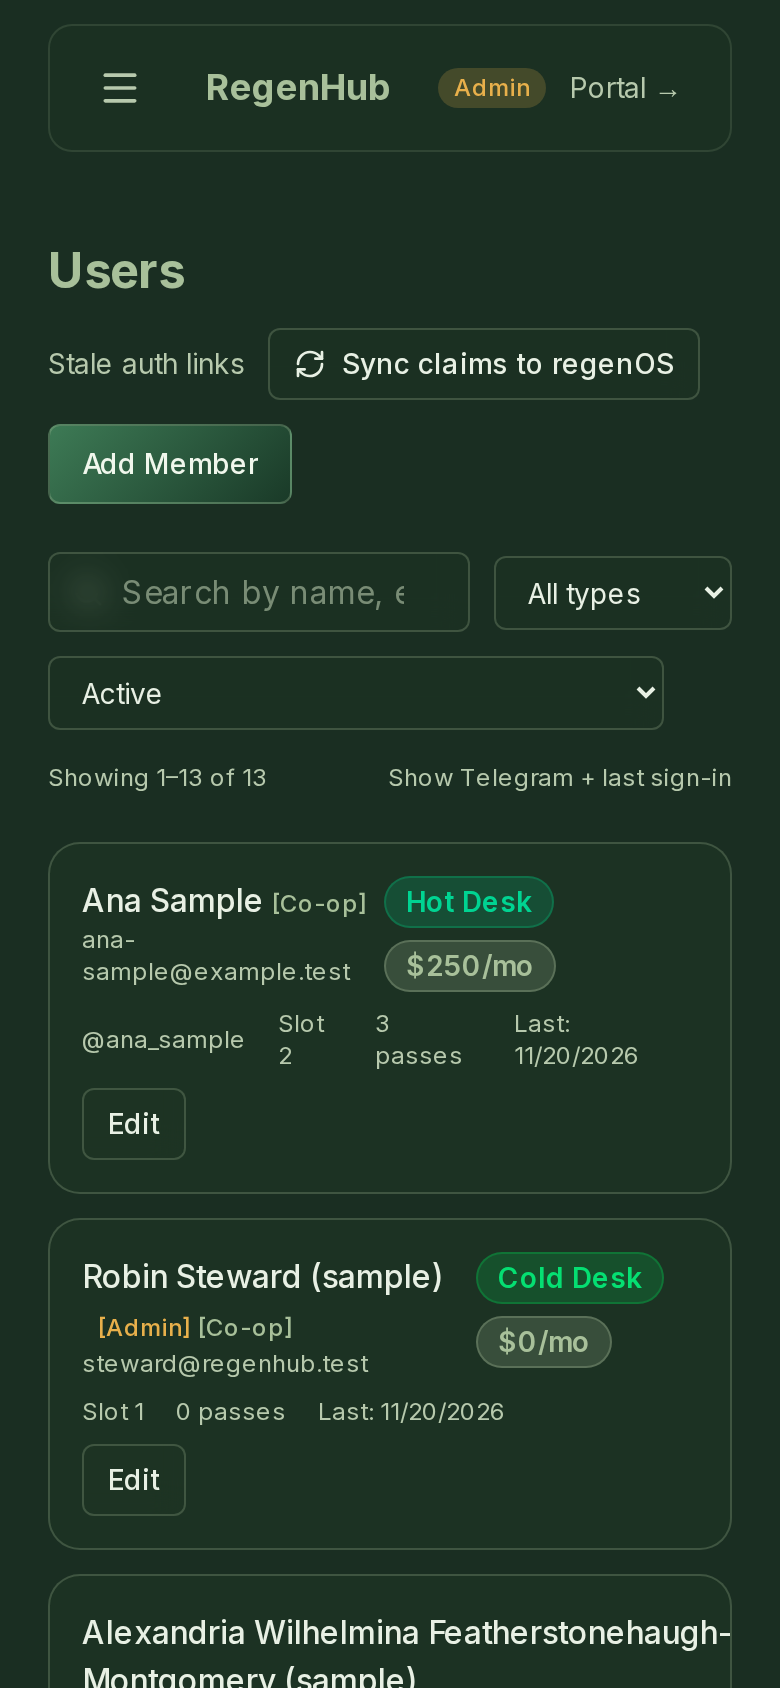 RegenHub
Admin
Portal →
Users
Stale auth links
Sync claims to regenOS
Add Member
Search by name, e
All types
Active
Showing 1–13 of 13
Show Telegram + last sign-in
Ana Sample [Co-op]
Hot Desk
ana-
sample@example.test
$250/mo
@ana_sample
Slot
2
3
passes
Last:
11/20/2026
Edit
Robin Steward (sample)
Cold Desk
[Admin] [Co-op]
$0/mo
steward@regenhub.test
Slot 1
0 passes
Last: 11/20/2026
Edit
Alexandria Wilhelmina Featherstonehaugh-
Montgomery (sample)